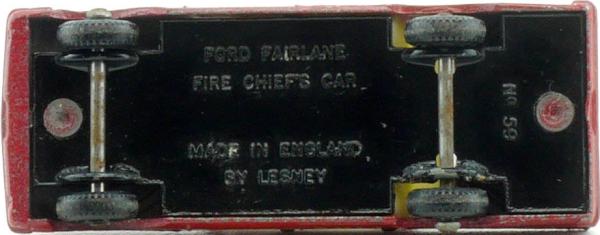 FORD FAIRLANE
FIRE CHIEF'S CAR
MADE IN ENGLAND
BY LESNEY
No 59